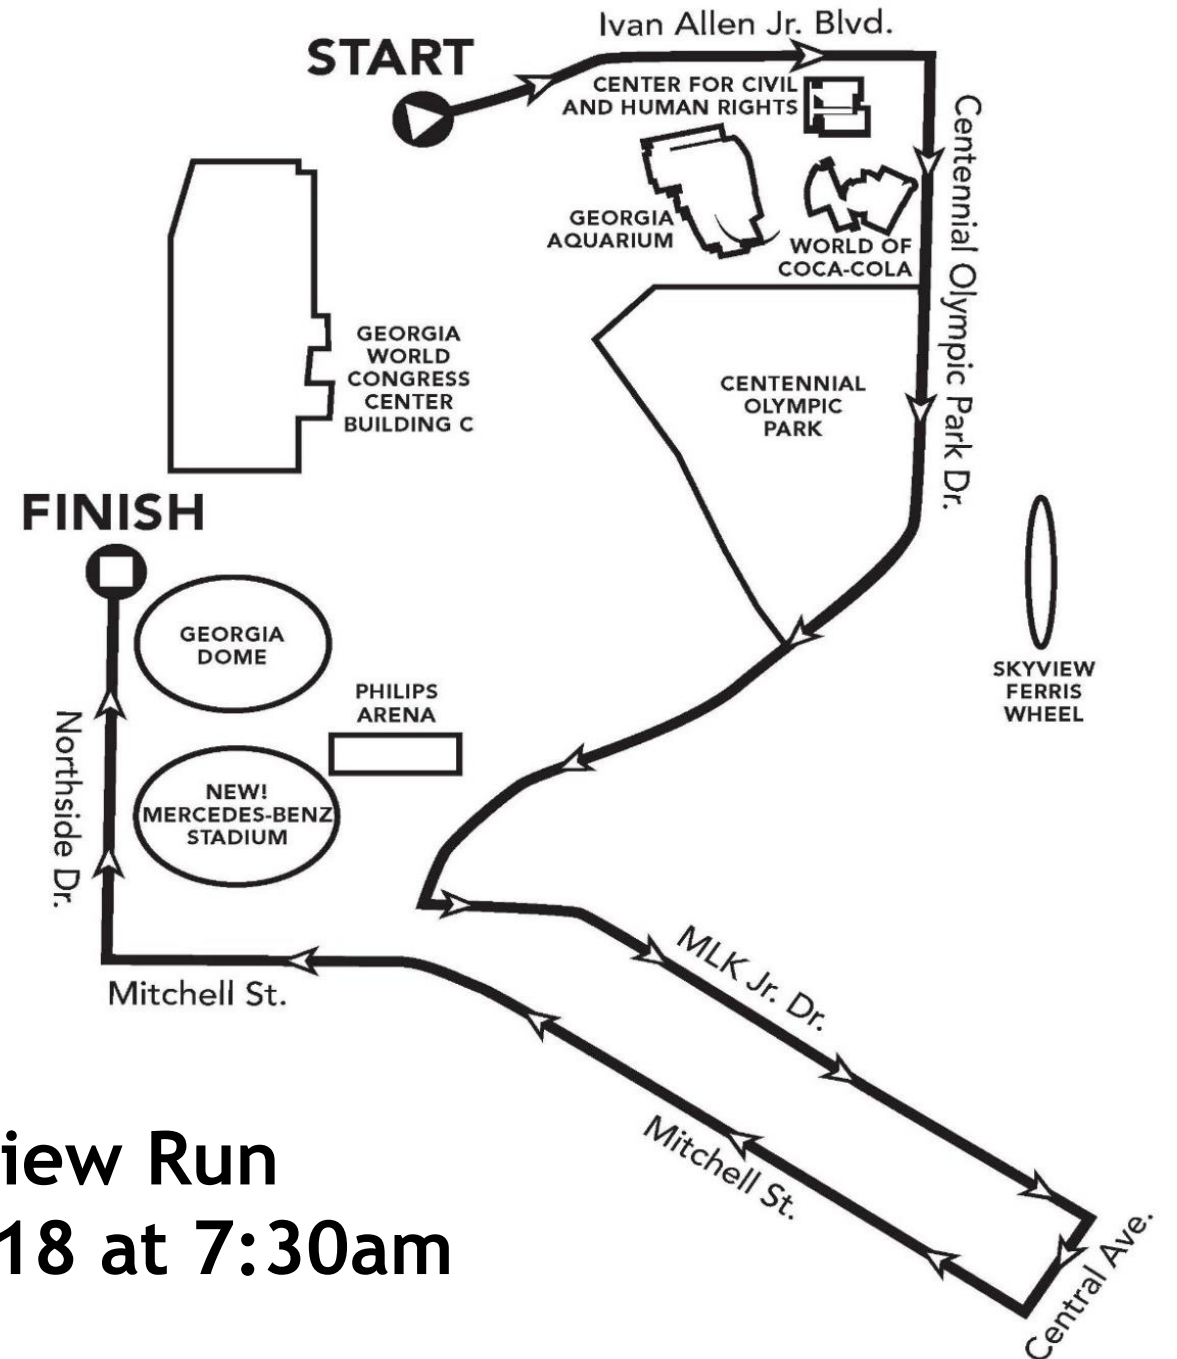 Ivan Allen Jr. Blvd.
START
CENTER FOR CIVIL
AND HUMAN RIGHTS
Centennial Olympic Park Dr.
GEORGIA
AQUARIUM
WORLD OF
COCA-COLA
GEORGIA
WORLD
CONGRESS
CENTER
BUILDING C
CENTENNIAL
OLYMPIC
PARK
FINISH
GEORGIA
DOME
SKYVIEW
FERRIS
WHEEL
PHILIPS
ARENA
Northside Dr.
NEW!
MERCEDES-BENZ
STADIUM
MLK Jr. Dr.
Mitchell St.
Mitchell St.
Central Ave.
iew Run
18 at 7:30am